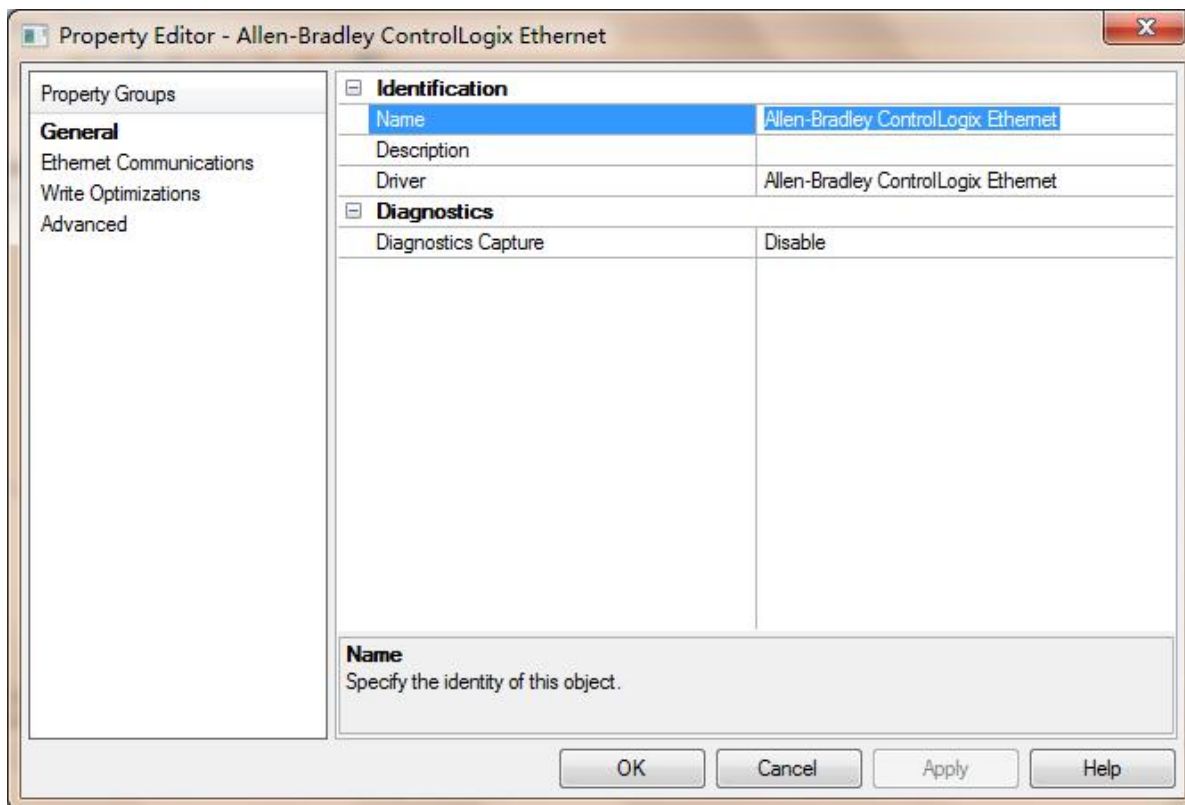 Property Editor - Allen-Bradley ControlLogix Ethernet
Property Groups
General
Ethernet Communications
Write Optimizations
Advanced
Identification
Name Allen-Bradley ControlLogix Ethernet
Description
Driver Allen-Bradley ControlLogix Ethernet
Diagnostics
Diagnostics Capture Disable
Name
Specify the identity of this object.
OK Cancel Apply Help